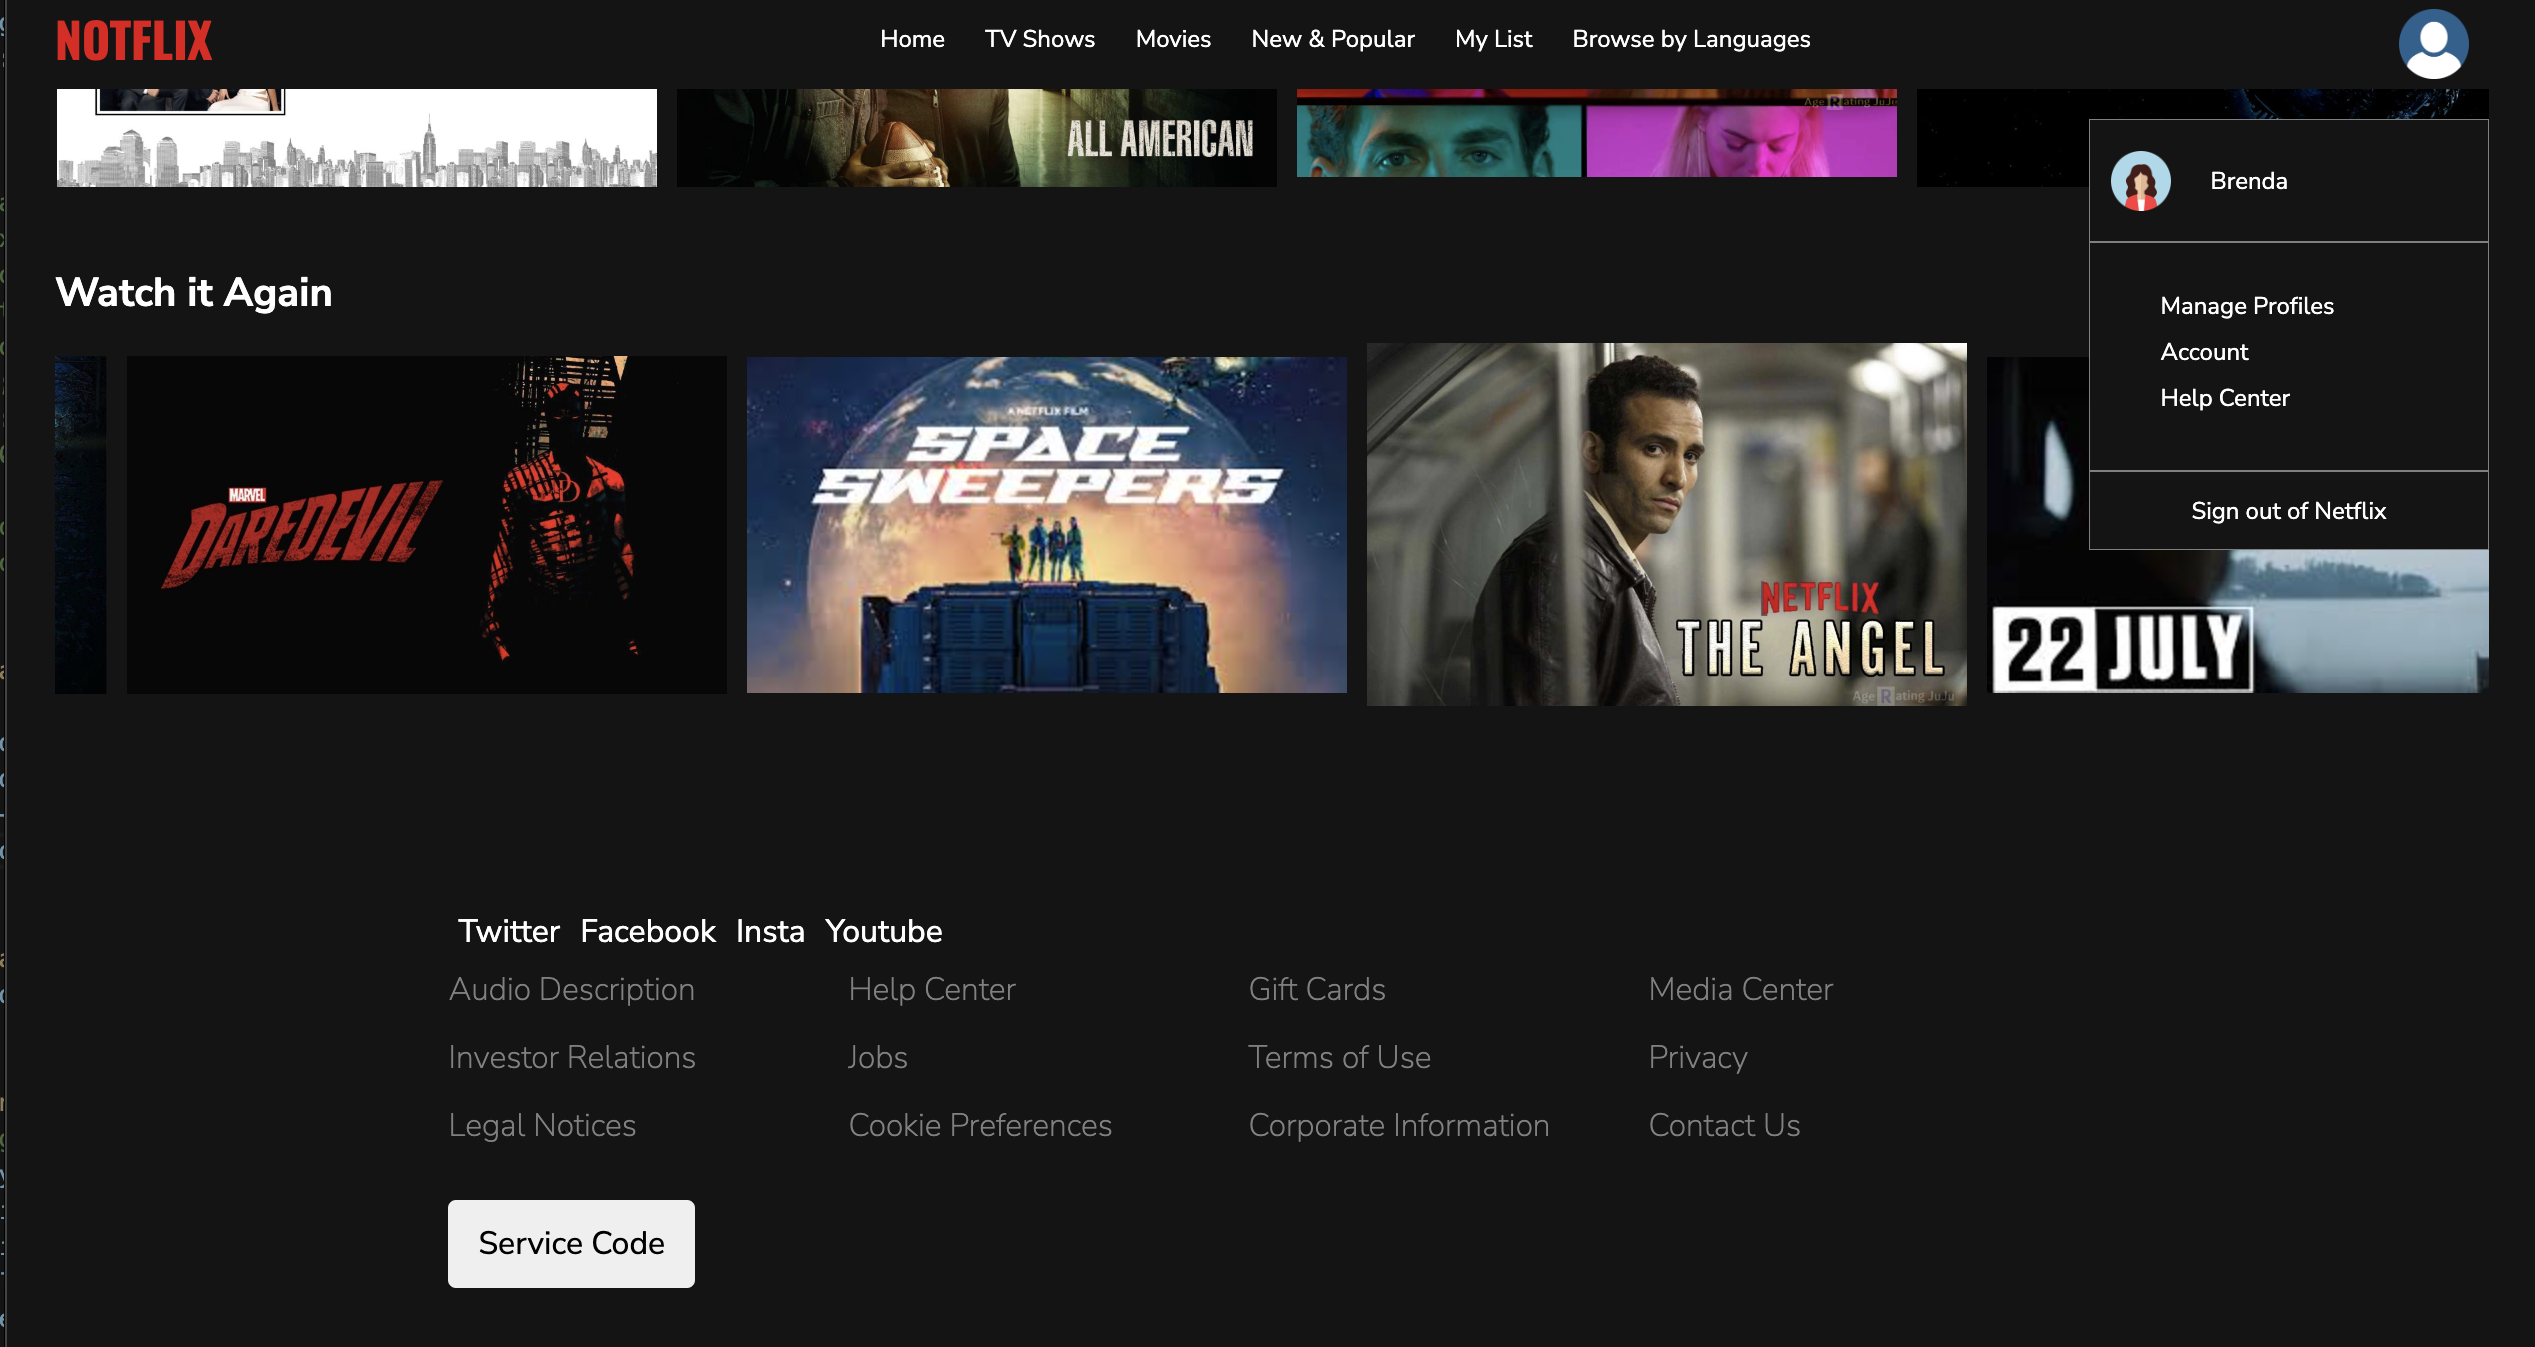 NOTFLIX
Home TV Shows Movies New & Popular My List Browse by Languages
ALL AMERICAN
Age Rating JuJu
Brenda
Manage Profiles
Account
Help Center
Sign out of Netflix
Watch it Again
MARVEL
DAREDEVIL
A NETFLIX FILM
SPACE
SWEEPERS
NETFLIX
THE ANGEL
Age Rating JuJu
22 JULY
Twitter Facebook Insta Youtube
Audio Description Help Center Gift Cards Media Center
Investor Relations Jobs Terms of Use Privacy
Legal Notices Cookie Preferences Corporate Information Contact Us
Service Code